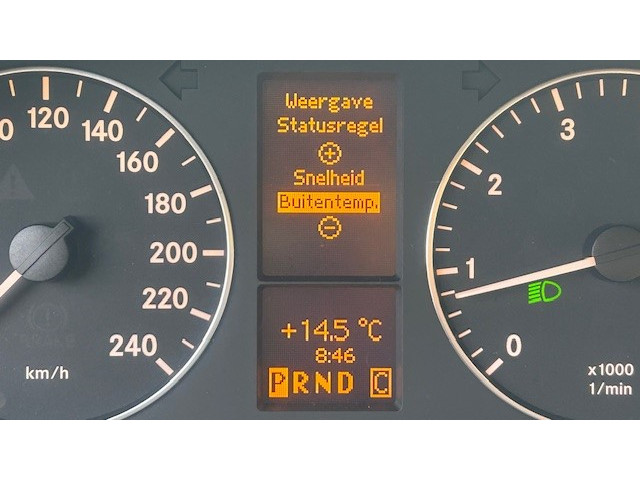 Weergave
Statusregel
Snelheid
Buitentemp.
+14.5 °C
8:46
PRND C
120
140
160
180
200
220
240
km/h
3
2
1
0
x1000
1/min